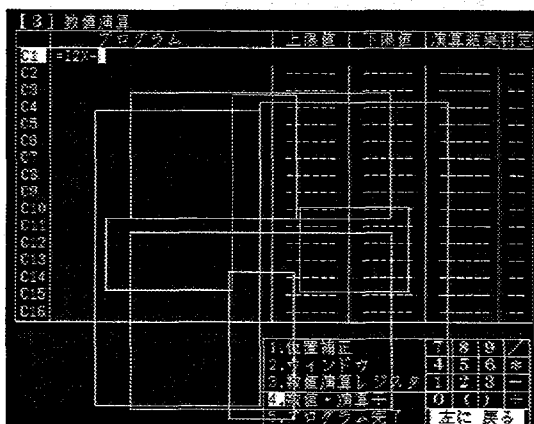 [3] 数値演算
プログラム 上限値 下限値 演算結果 判定
C1 =I2X-
C2 ------ ------ ------ --
C3 ------ ------ ------ --
C4 ------ ------ ------ --
C5 ------ ------ ------ --
C6 ------ ------ ------ --
C7 ------ ------ ------ --
C8 ------ ------ ------ --
C9 ------ ------ ------ --
C10 ------ ------ ------ --
C11 ------ ------ ------ --
C12 ------ ------ ------ --
C13 ------ ------ ------ --
C14 ------ ------ ------ --
C15 ------ ------ ------ --
C16 ------ ------ ------ --
1.位置補正 7 8 9 /
2.ウィンドウ 4 5 6 *
3.数値演算レジスタ 1 2 3 -
4.数値・演算子 0 ( ) +
5.プログラム完了 左に 戻る